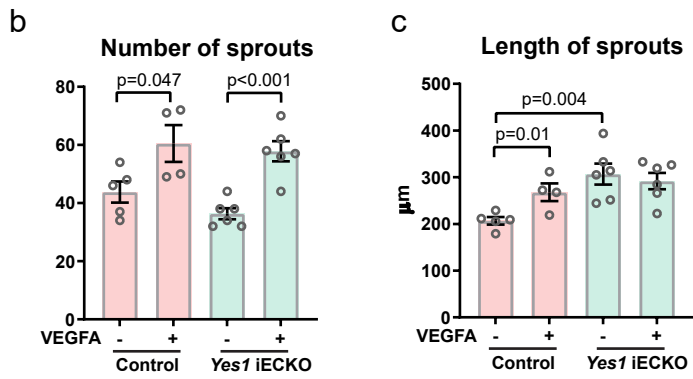 b
Number of sprouts
p=0.047
p<0.001
80
60
40
20
0
VEGFA - + - +
Control Yes1 iECKO
c
Length of sprouts
p=0.004
p=0.01
μm
500
400
300
200
100
0
VEGFA - + - +
Control Yes1 iECKO